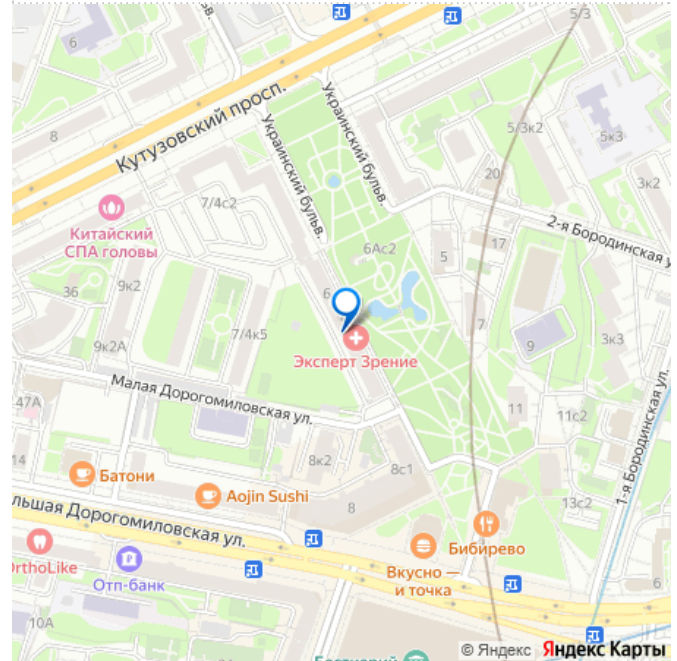 5/3
6
8
Кутузовский просп.
Украинский бульв.
Украинский бульв.
5/3к2
5к3
3к2
20
7/4с2
Китайский
СПА головы
6Ас2
17
5
2-я Бородинская у
36
9к2
6
7
7/4к5
9к2А
Эксперт Зрение
9
3к3
Малая Дорогомиловская ул.
47А
11
11с2
1-я Бородинская ул.
14
Батони
8к2
8с1
Aojin Sushi
8
13с2
льшая Дорогомиловская ул.
Бибирево
OrthoLike
Отп-банк
Вкусно —
и точка
6
10А
© Яндекс Яндекс Карты